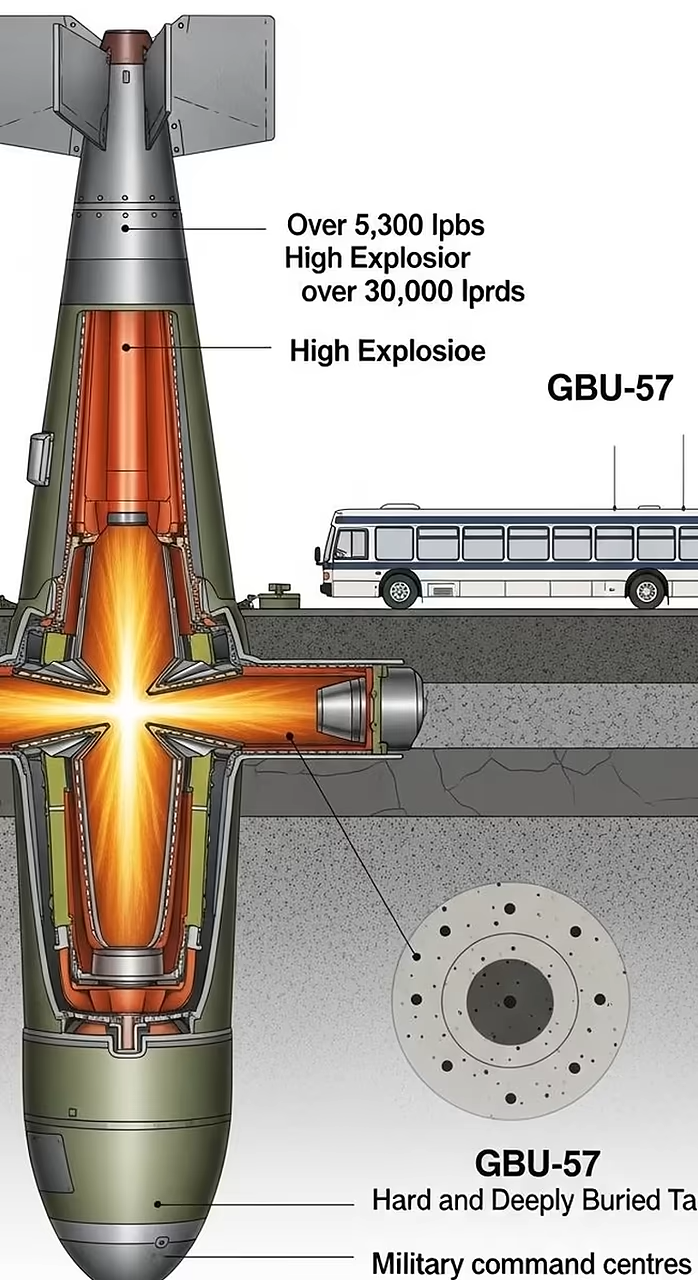 Over 5,300 lpbs
High Explosior
over 30,000 lprds
High Explosioe
GBU-57
GBU-57
Hard and Deeply Buried Ta
Military command centres